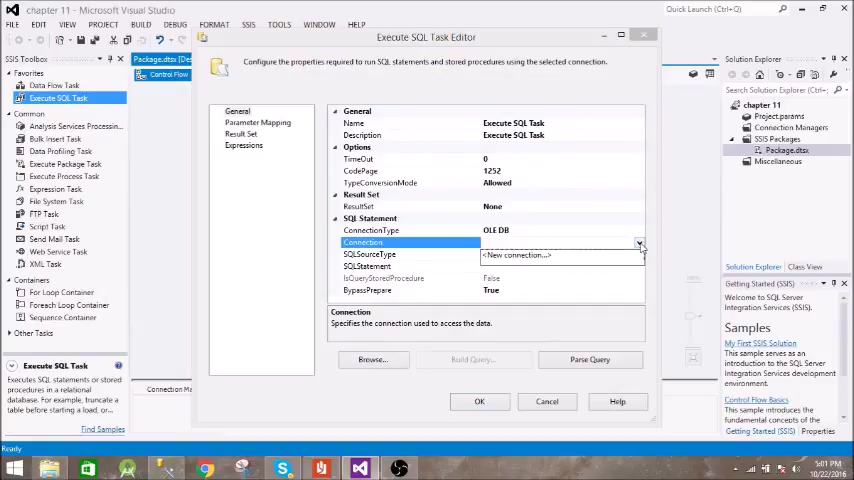 chapter 11 - Microsoft Visual Studio
Quick Launch (Ctrl+Q)
FILE EDIT VIEW PROJECT BUILD DEBUG FORMAT SSIS TOOLS WINDOW HELP
SSIS Toolbox
Favorites
Data Flow Task
Execute SQL Task
Common
Analysis Services Processin...
Bulk Insert Task
Data Profiling Task
Execute Package Task
Execute Process Task
Expression Task
File System Task
FTP Task
Script Task
Send Mail Task
Web Service Task
XML Task
Containers
For Loop Container
Foreach Loop Container
Sequence Container
Other Tasks
Execute SQL Task
Executes SQL statements or stored procedures in a relational database. For example, truncate a table before starting a load,
Find Samples
Package.dtsx [Des
Control Flow
Connection Ma
Execute SQL Task Editor
Configure the properties required to run SQL statements and stored procedures using the selected connection.
General
Parameter Mapping
Result Set
Expressions
General
Name Execute SQL Task
Description Execute SQL Task
Options
TimeOut 0
CodePage 1252
TypeConversionMode Allowed
Result Set
ResultSet None
SQL Statement
ConnectionType OLE DB
Connection
<New connection...>
SQLSourceType
SQLStatement
IsQueryStoredProcedure False
BypassPrepare True
Connection
Specifies the connection used to access the data.
Browse... Build Query... Parse Query
OK Cancel Help
Solution Explorer
Search Solution Explorer (Ctrl+;)
chapter 11
Project.params
Connection Managers
SSIS Packages
Package.dtsx
Miscellaneous
Solution Explorer Class View
Getting Started (SSIS)
Welcome to SQL Server Integration Services
Samples
My First SSIS Solution
This sample serves as an introduction to the SQL Server Integration Services development environment.
Control Flow Basics
This sample introduces the fundamental concepts of the
Getting Started (SSIS) Properties
Ready
5:01 PM
10/22/2016